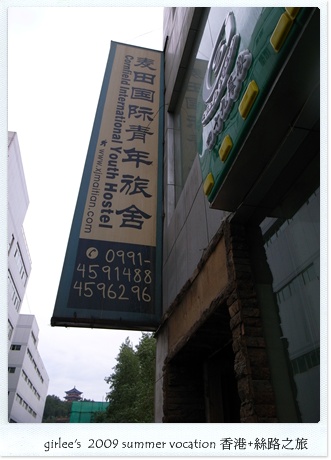 麦田国际青年旅舍
Cornfield International Youth Hostel
www.xjmaitian.com
0991-
4591488
4596296
girlee's 2009 summer vocation 香港+絲路之旅